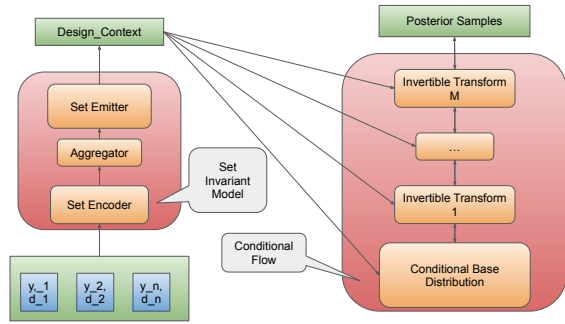 Design_Context
Set Emitter
Aggregator
Set Encoder
Set
Invariant
Model
y,_1
d_1
y_2,
d_2
y_n,
d_n
Posterior Samples
Invertible Transform
M
...
Invertible Transform
1
Conditional Base
Distribution
Conditional
Flow